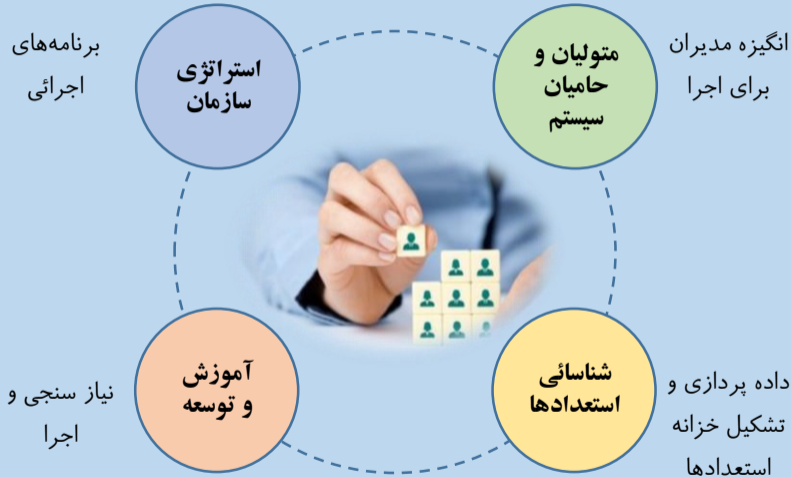 انگیزه مدیران
برای اجرا
متولیان و
حامیان
سیستم
استراتژی
سازمان
برنامه‌های
اجرائی
داده پردازی و
تشکیل خزانه
استعدادها
شناسائی
استعدادها
آموزش
و توسعه
نیاز سنجی و
اجرا